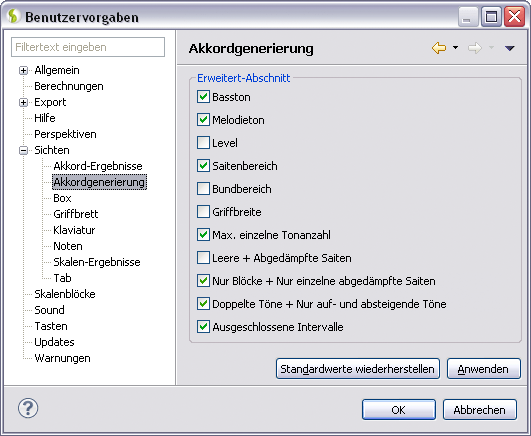 Benutzervorgaben
Filtertext eingeben
Allgemein
Berechnungen
Export
Hilfe
Perspektiven
Sichten
Akkord-Ergebnisse
Akkordgenerierung
Box
Griffbrett
Klaviatur
Noten
Skalen-Ergebnisse
Tab
Skalenblöcke
Sound
Tasten
Updates
Warnungen
Akkordgenerierung
Erweitert-Abschnitt
Basston
Melodieton
Level
Saitenbereich
Bundbereich
Griffbreite
Max. einzelne Tonanzahl
Leere + Abgedämpfte Saiten
Nur Blöcke + Nur einzelne abgedämpfte Saiten
Doppelte Töne + Nur auf- und absteigende Töne
Ausgeschlossene Intervalle
Standardwerte wiederherstellen
Anwenden
?
OK
Abbrechen